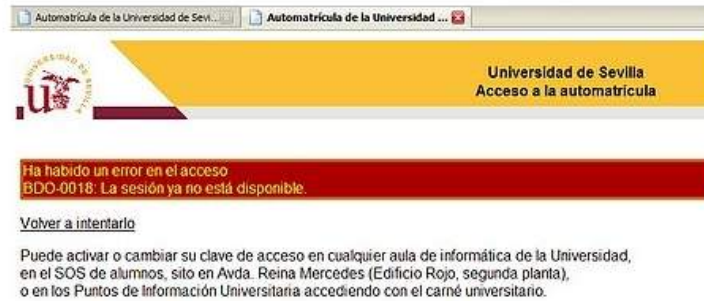 Automatrícula de la Universidad de Sevi...
Automatrícula de la Universidad ...
UNIVERSIDAD DE SEVILLA
Universidad de Sevilla
Acceso a la automatrícula
Ha habido un error en el acceso
BDO-0018: La sesión ya no está disponible.
Volver a intentarlo
Puede activar o cambiar su clave de acceso en cualquier aula de informática de la Universidad,
en el SOS de alumnos, sito en Avda. Reina Mercedes (Edificio Rojo, segunda planta),
o en los Puntos de Información Universitaria accediendo con el carné universitario.